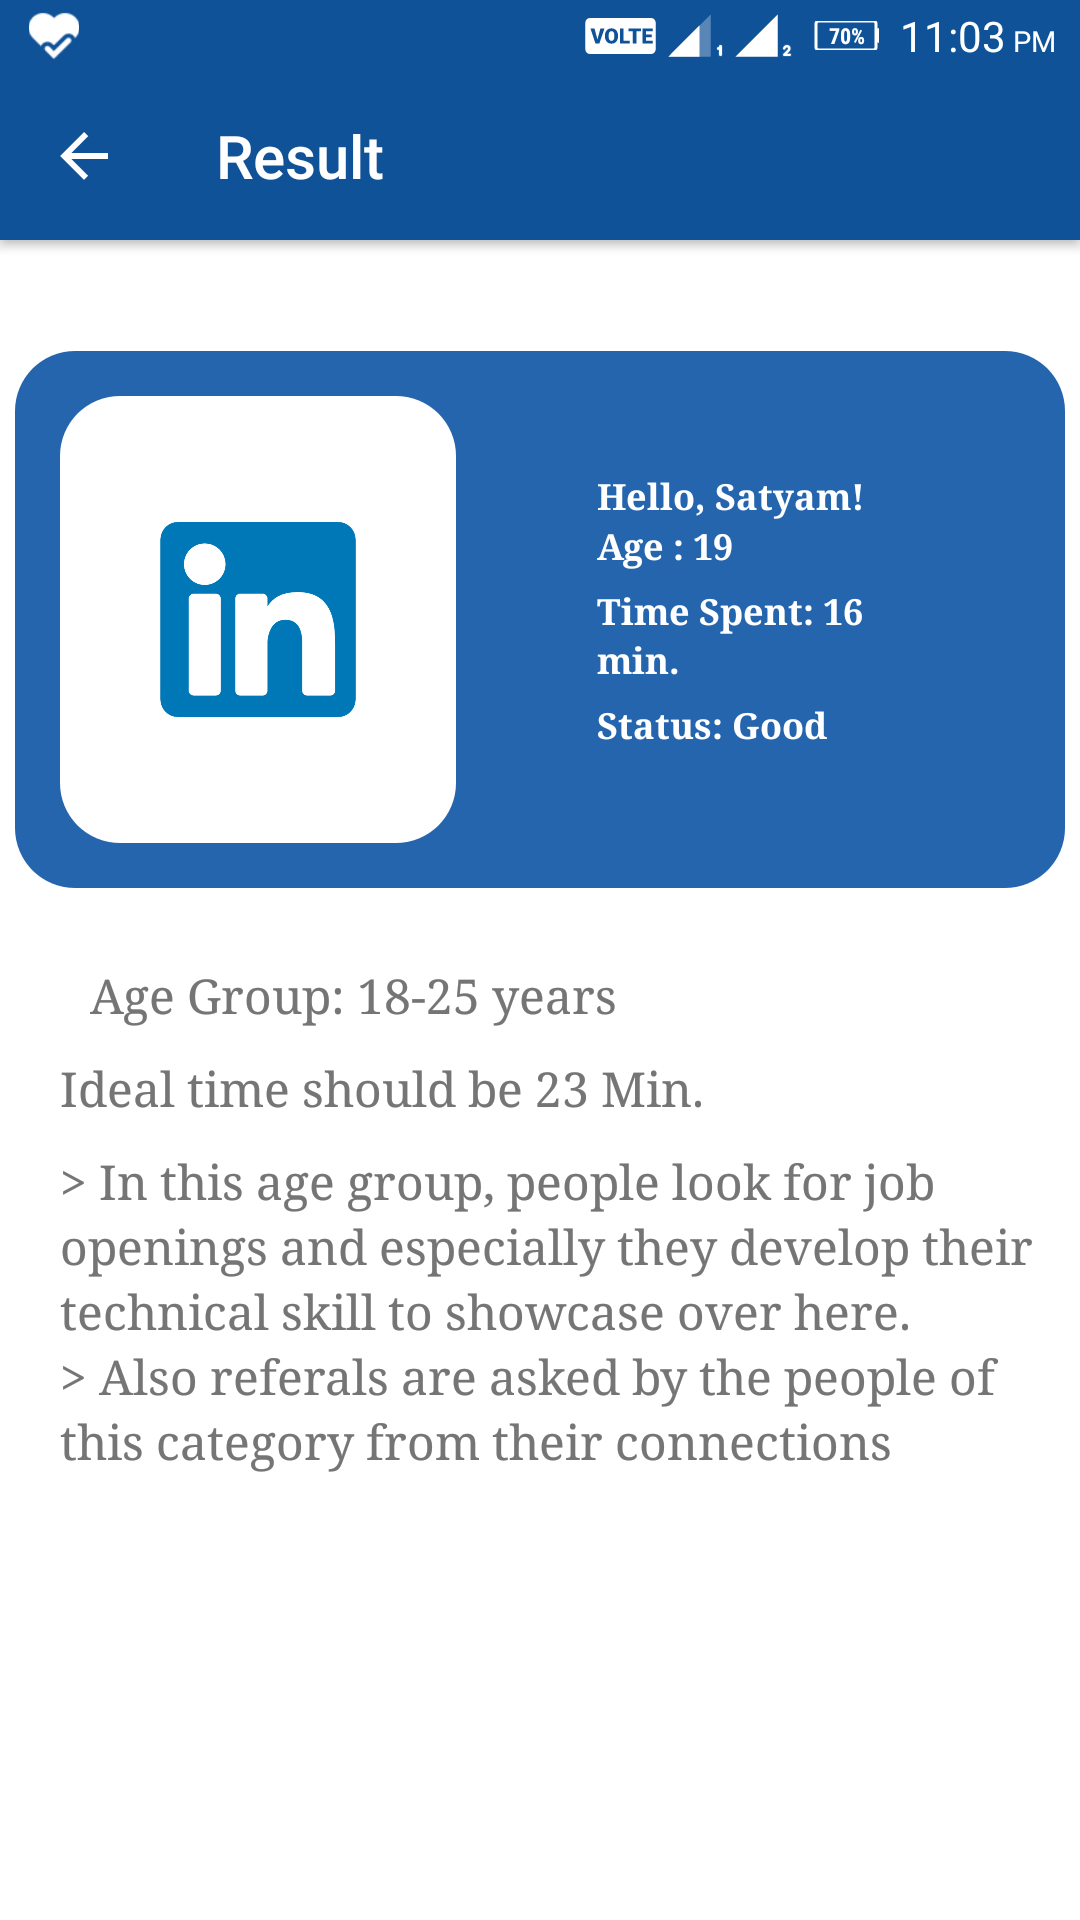 VOLTE 1 2 70% 11:03 PM
Result
in
Hello, Satyam!
Age : 19
Time Spent: 16
min.
Status: Good
Age Group: 18-25 years
Ideal time should be 23 Min.
> In this age group, people look for job
openings and especially they develop their
technical skill to showcase over here.
> Also referals are asked by the people of
this category from their connections